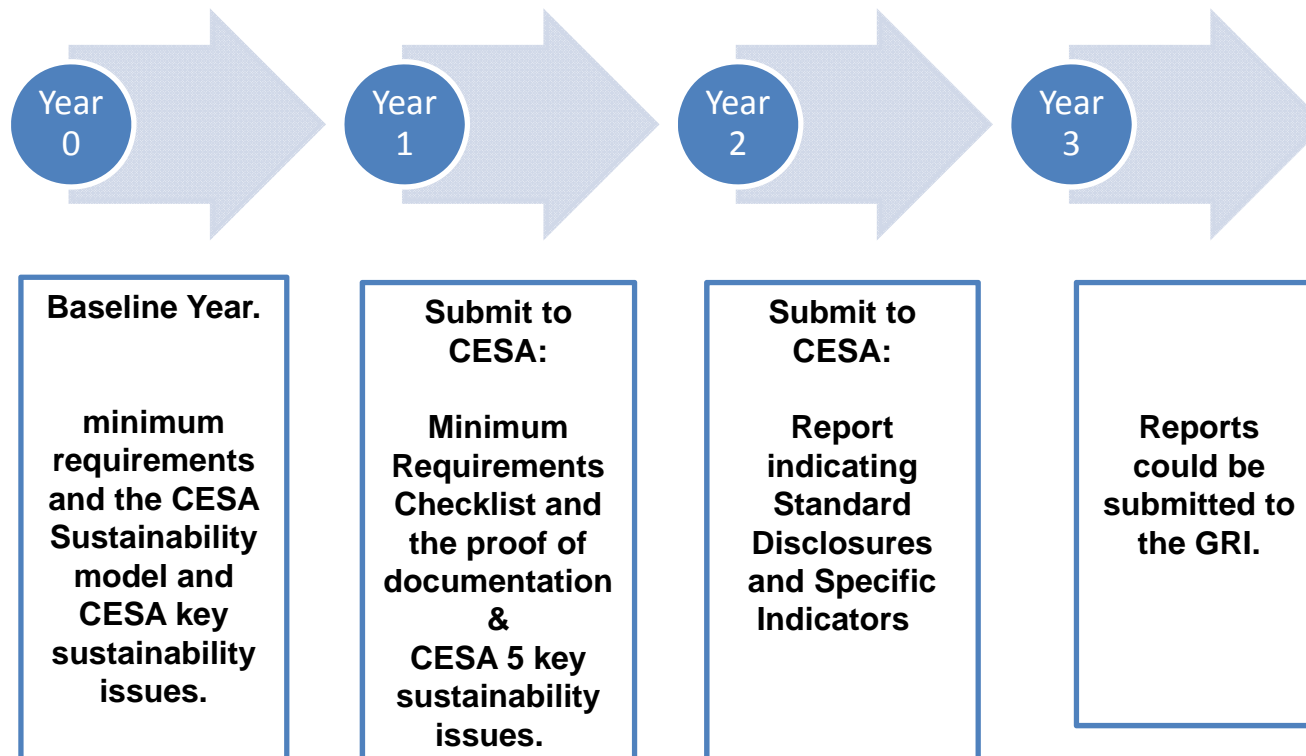 Year
0
Year
1
Year
2
Year
3
Baseline Year.
minimum
requirements
and the CESA
Sustainability
model and
CESA key
sustainability
issues.
Submit to
CESA:
Minimum
Requirements
Checklist and
the proof of
documentation
&
CESA 5 key
sustainability
issues.
Submit to
CESA:
Report
indicating
Standard
Disclosures
and Specific
Indicators
Reports
could be
submitted to
the GRI.